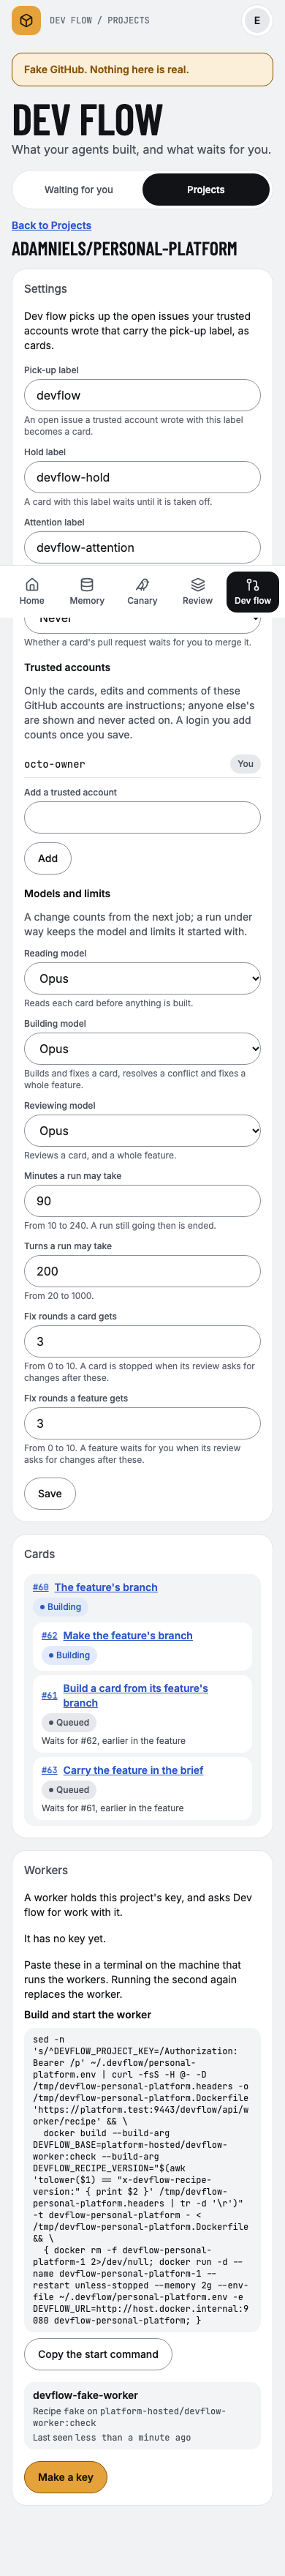 DEV FLOW / PROJECTS
E
Fake GitHub. Nothing here is real.
DEV FLOW
What your agents built, and what waits for you.
Waiting for you
Projects
Back to Projects
ADAMNIELS/PERSONAL-PLATFORM
Settings
Dev flow picks up the open issues your trusted
accounts wrote that carry the pick-up label, as
cards.
Pick-up label
devflow
An open issue a trusted account wrote with this label
becomes a card.
Hold label
devflow-hold
A card with this label waits until it is taken off.
Attention label
devflow-attention
Home
Memory
Canary
Review
Dev flow
Never
Whether a card's pull request waits for you to merge it.
Trusted accounts
Only the cards, edits and comments of these
GitHub accounts are instructions; anyone else's
are shown and never acted on. A login you add
counts once you save.
octo-owner
You
Add a trusted account
Add
Models and limits
A change counts from the next job; a run under
way keeps the model and limits it started with.
Reading model
Opus
Reads each card before anything is built.
Building model
Opus
Builds and fixes a card, resolves a conflict and fixes a
whole feature.
Reviewing model
Opus
Reviews a card, and a whole feature.
Minutes a run may take
90
From 10 to 240. A run still going then is ended.
Turns a run may take
200
From 20 to 1000.
Fix rounds a card gets
3
From 0 to 10. A card is stopped when its review asks for
changes after these.
Fix rounds a feature gets
3
From 0 to 10. A feature waits for you when its review
asks for changes after these.
Save
Cards
#60 The feature's branch
Building
#62 Make the feature's branch
Building
#61 Build a card from its feature's
branch
Queued
Waits for #62, earlier in the feature
#63 Carry the feature in the brief
Queued
Waits for #61, earlier in the feature
Workers
A worker holds this project's key, and asks Dev
flow for work with it.
It has no key yet.
Paste these in a terminal on the machine that
runs the workers. Running the second again
replaces the worker.
Build and start the worker
sed -n
's/^DEVFLOW_PROJECT_KEY=/Authorization:
Bearer /p' ~/.devflow/personal-
platform.env | curl -fsS -H @- -D
/tmp/devflow-personal-platform.headers -o
/tmp/devflow-personal-platform.Dockerfile
'https://platform.test:9443/devflow/api/w
orker/recipe' && \
docker build --build-arg
DEVFLOW_BASE=platform-hosted/devflow-
worker:check --build-arg
DEVFLOW_RECIPE_VERSION="$(awk
'tolower($1) == "x-devflow-recipe-
version:" { print $2 }' /tmp/devflow-
personal-platform.headers | tr -d '\r')"
-t devflow-personal-platform - <
/tmp/devflow-personal-platform.Dockerfile
&& \
{ docker rm -f devflow-personal-
platform-1 2>/dev/null; docker run -d --
name devflow-personal-platform-1 --
restart unless-stopped --memory 2g --env-
file ~/.devflow/personal-platform.env -e
DEVFLOW_URL=http://host.docker.internal:9
080 devflow-personal-platform; }
Copy the start command
devflow-fake-worker
Recipe fake on platform-hosted/devflow-
worker:check
Last seen less than a minute ago
Make a key